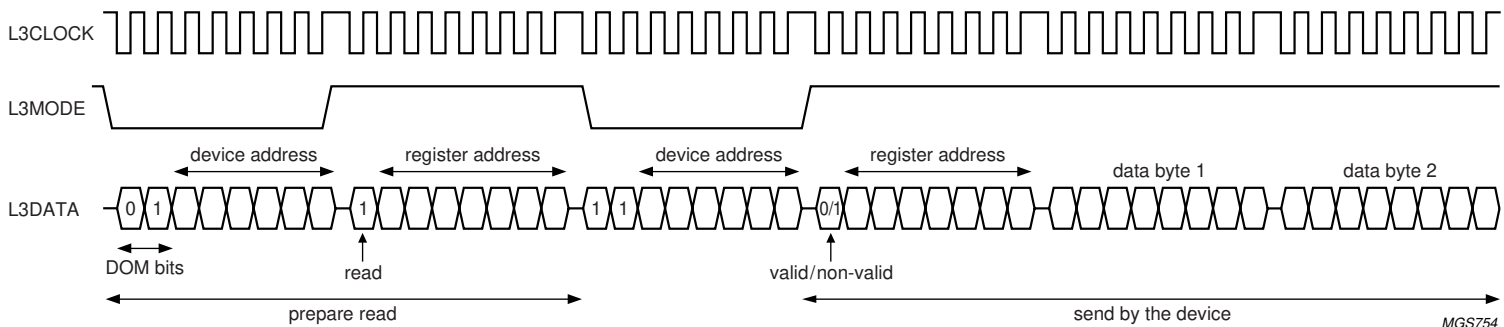 L3CLOCK
L3MODE
device address register address device address register address data byte 1 data byte 2
L3DATA 0 1 1 1 1 0/1
DOM bits read valid/non-valid
prepare read send by the device
MGS754